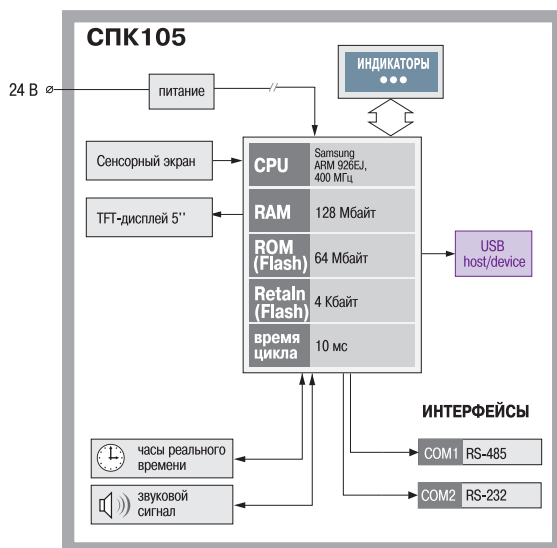 СПК105
24 В
питание
ИНДИКАТОРЫ
Сенсорный экран
TFT-дисплей 5''
CPU
Samsung
ARM 926EJ,
400 МГц
RAM
128 Мбайт
ROM
(Flash)
64 Мбайт
Retain
(Flash)
4 Кбайт
время
цикла
10 мс
USB
host/device
часы реального
времени
звуковой
сигнал
ИНТЕРФЕЙСЫ
COM1 RS-485
COM2 RS-232